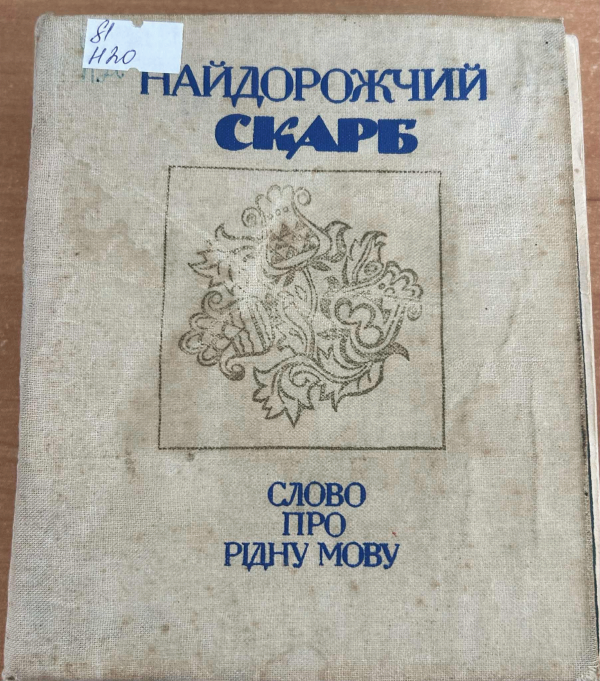 81
Н20
НАЙДОРОЖЧИЙ
СКАРБ
СЛОВО
ПРО
РІДНУ МОВУ